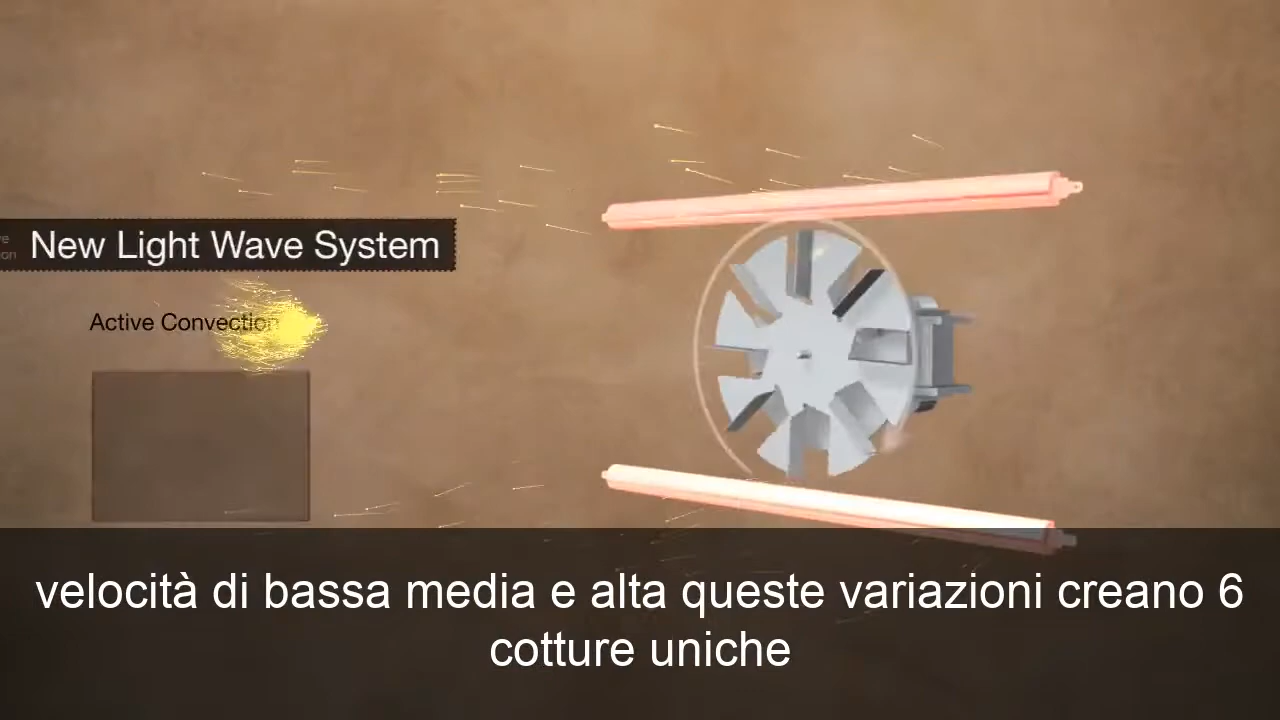 New Light Wave System
Active Convection
velocità di bassa media e alta queste variazioni creano 6
cotture uniche